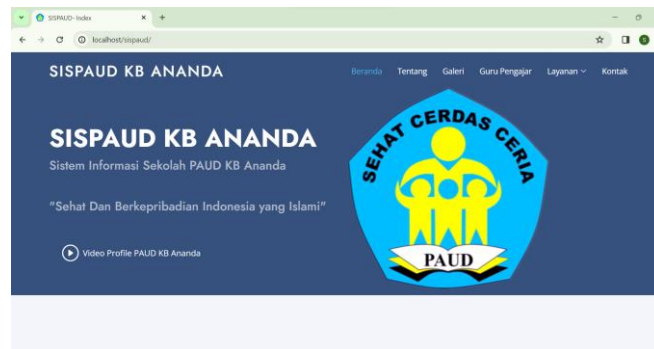 SISPAUD- Index
localhost/sispaud/
SISPAUD KB ANANDA
Beranda Tentang Galeri Guru Pengajar Layanan Kontak
SISPAUD KB ANANDA
Sistem Informasi Sekolah PAUD KB Ananda
"Sehat Dan Berkepribadian Indonesia yang Islami"
Video Profile PAUD KB Ananda
SEHAT CERDAS CERIA
PAUD